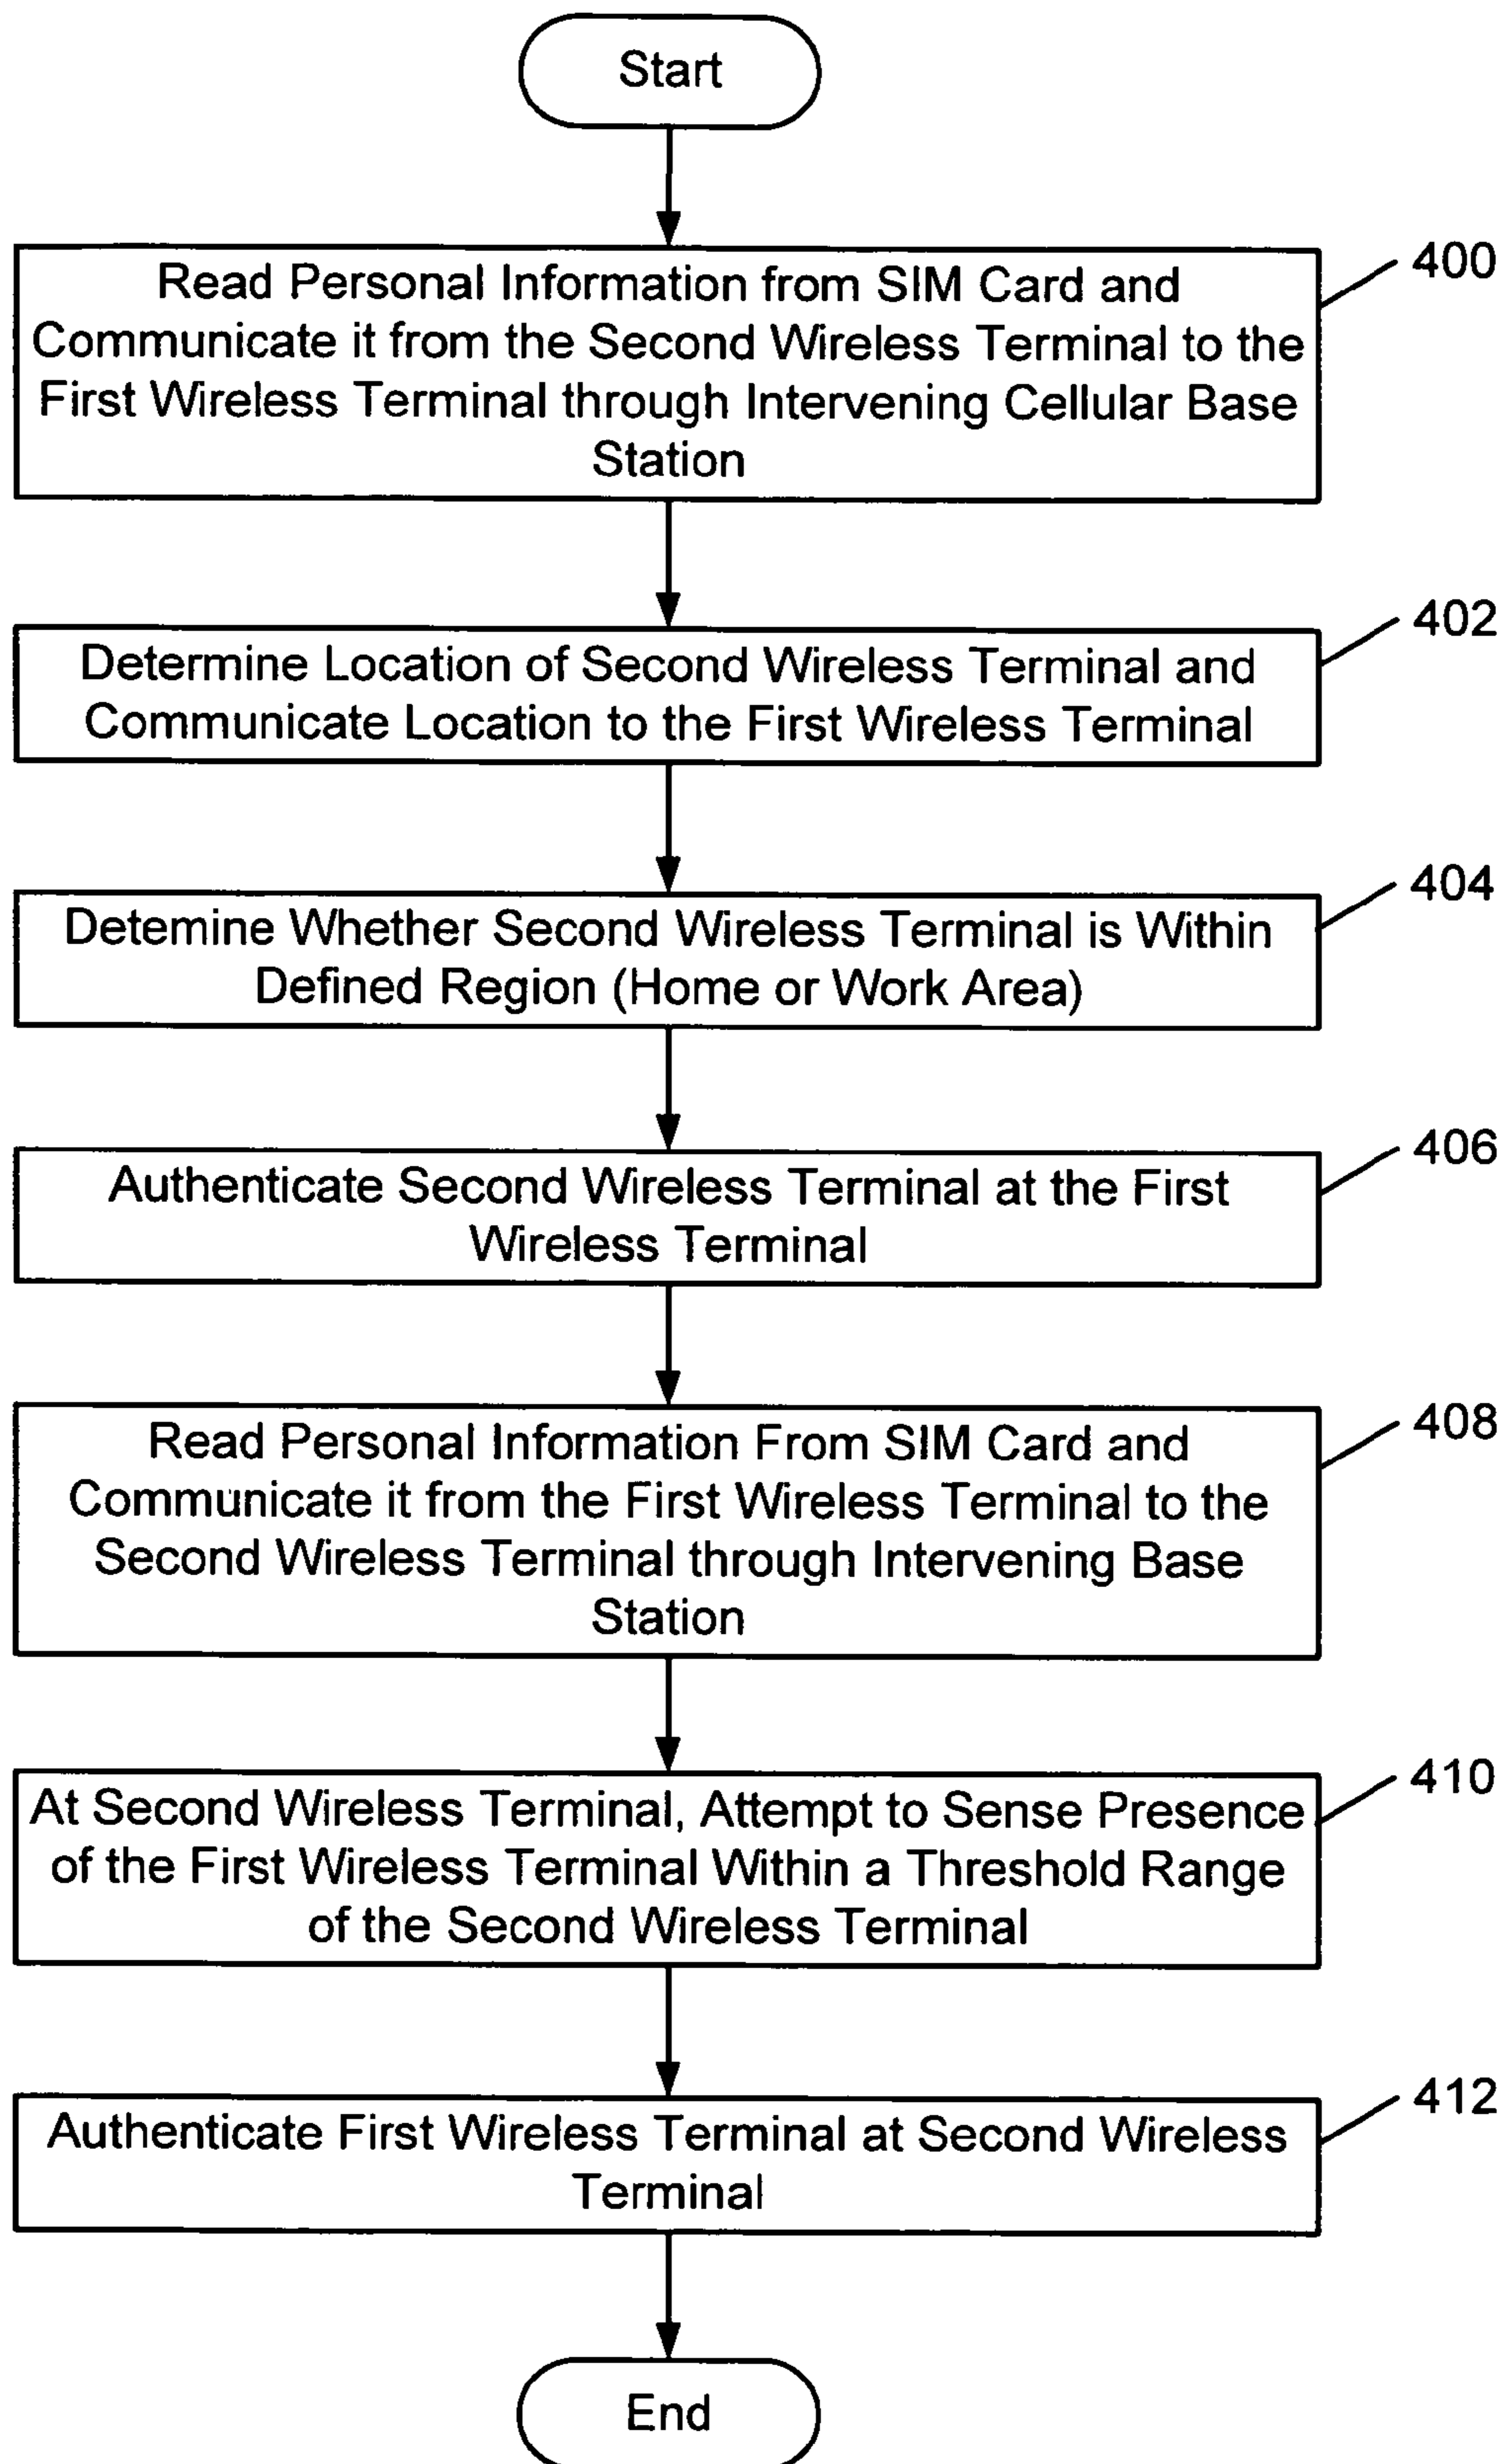 Start
Read Personal Information from SIM Card and
Communicate it from the Second Wireless Terminal to the
First Wireless Terminal through Intervening Cellular Base
Station
400
Determine Location of Second Wireless Terminal and
Communicate Location to the First Wireless Terminal
402
Detemine Whether Second Wireless Terminal is Within
Defined Region (Home or Work Area)
404
Authenticate Second Wireless Terminal at the First
Wireless Terminal
406
Read Personal Information From SIM Card and
Communicate it from the First Wireless Terminal to the
Second Wireless Terminal through Intervening Base
Station
408
At Second Wireless Terminal, Attempt to Sense Presence
of the First Wireless Terminal Within a Threshold Range
of the Second Wireless Terminal
410
Authenticate First Wireless Terminal at Second Wireless
Terminal
412
End